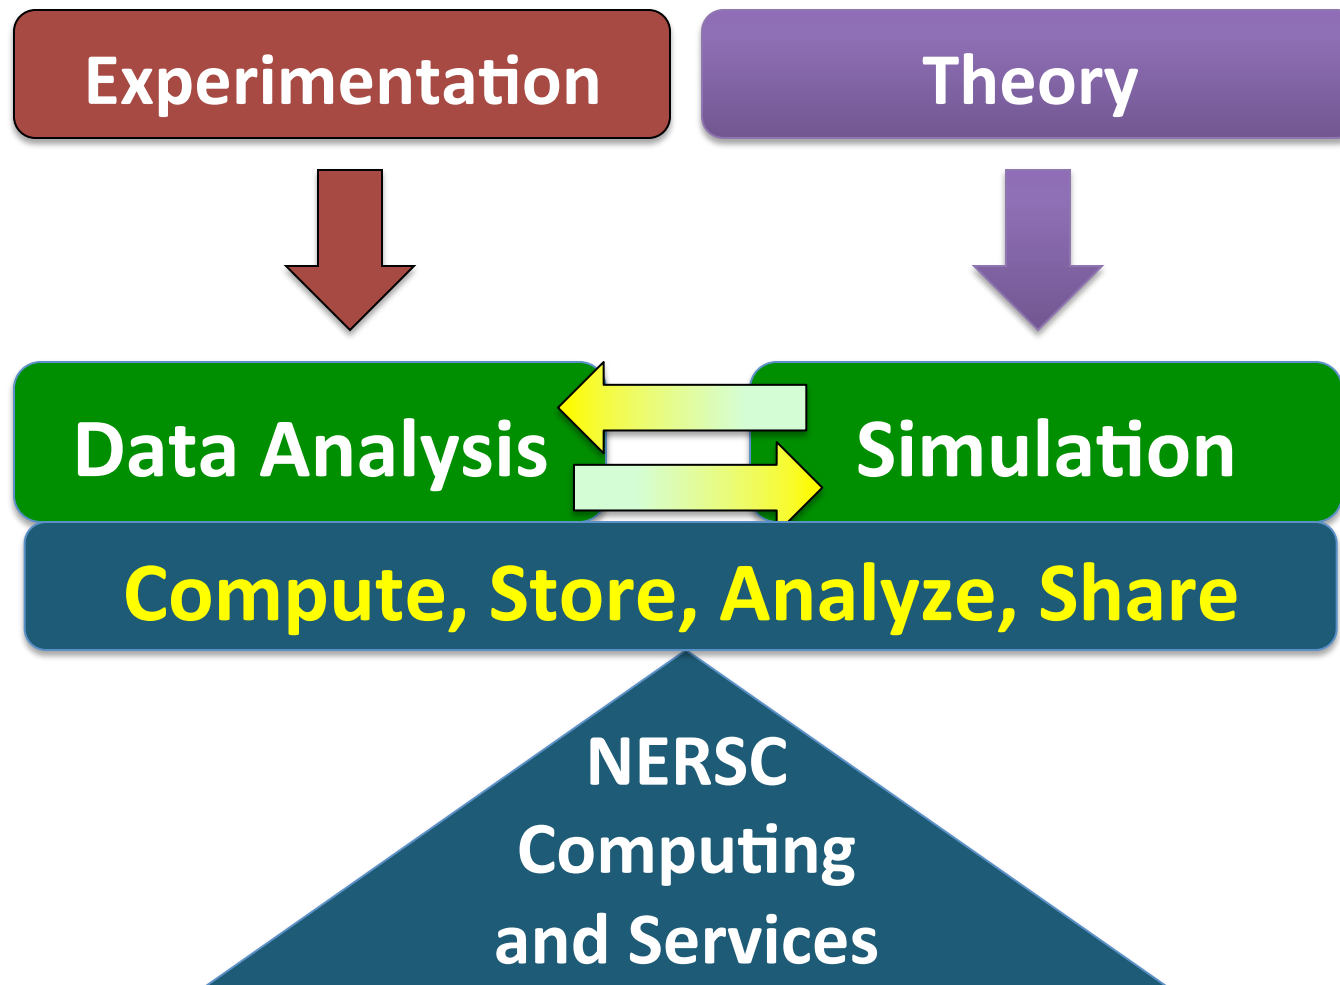 Experimentation
Theory
Data Analysis
Simulation
Compute, Store, Analyze, Share
NERSC
Computing
and Services